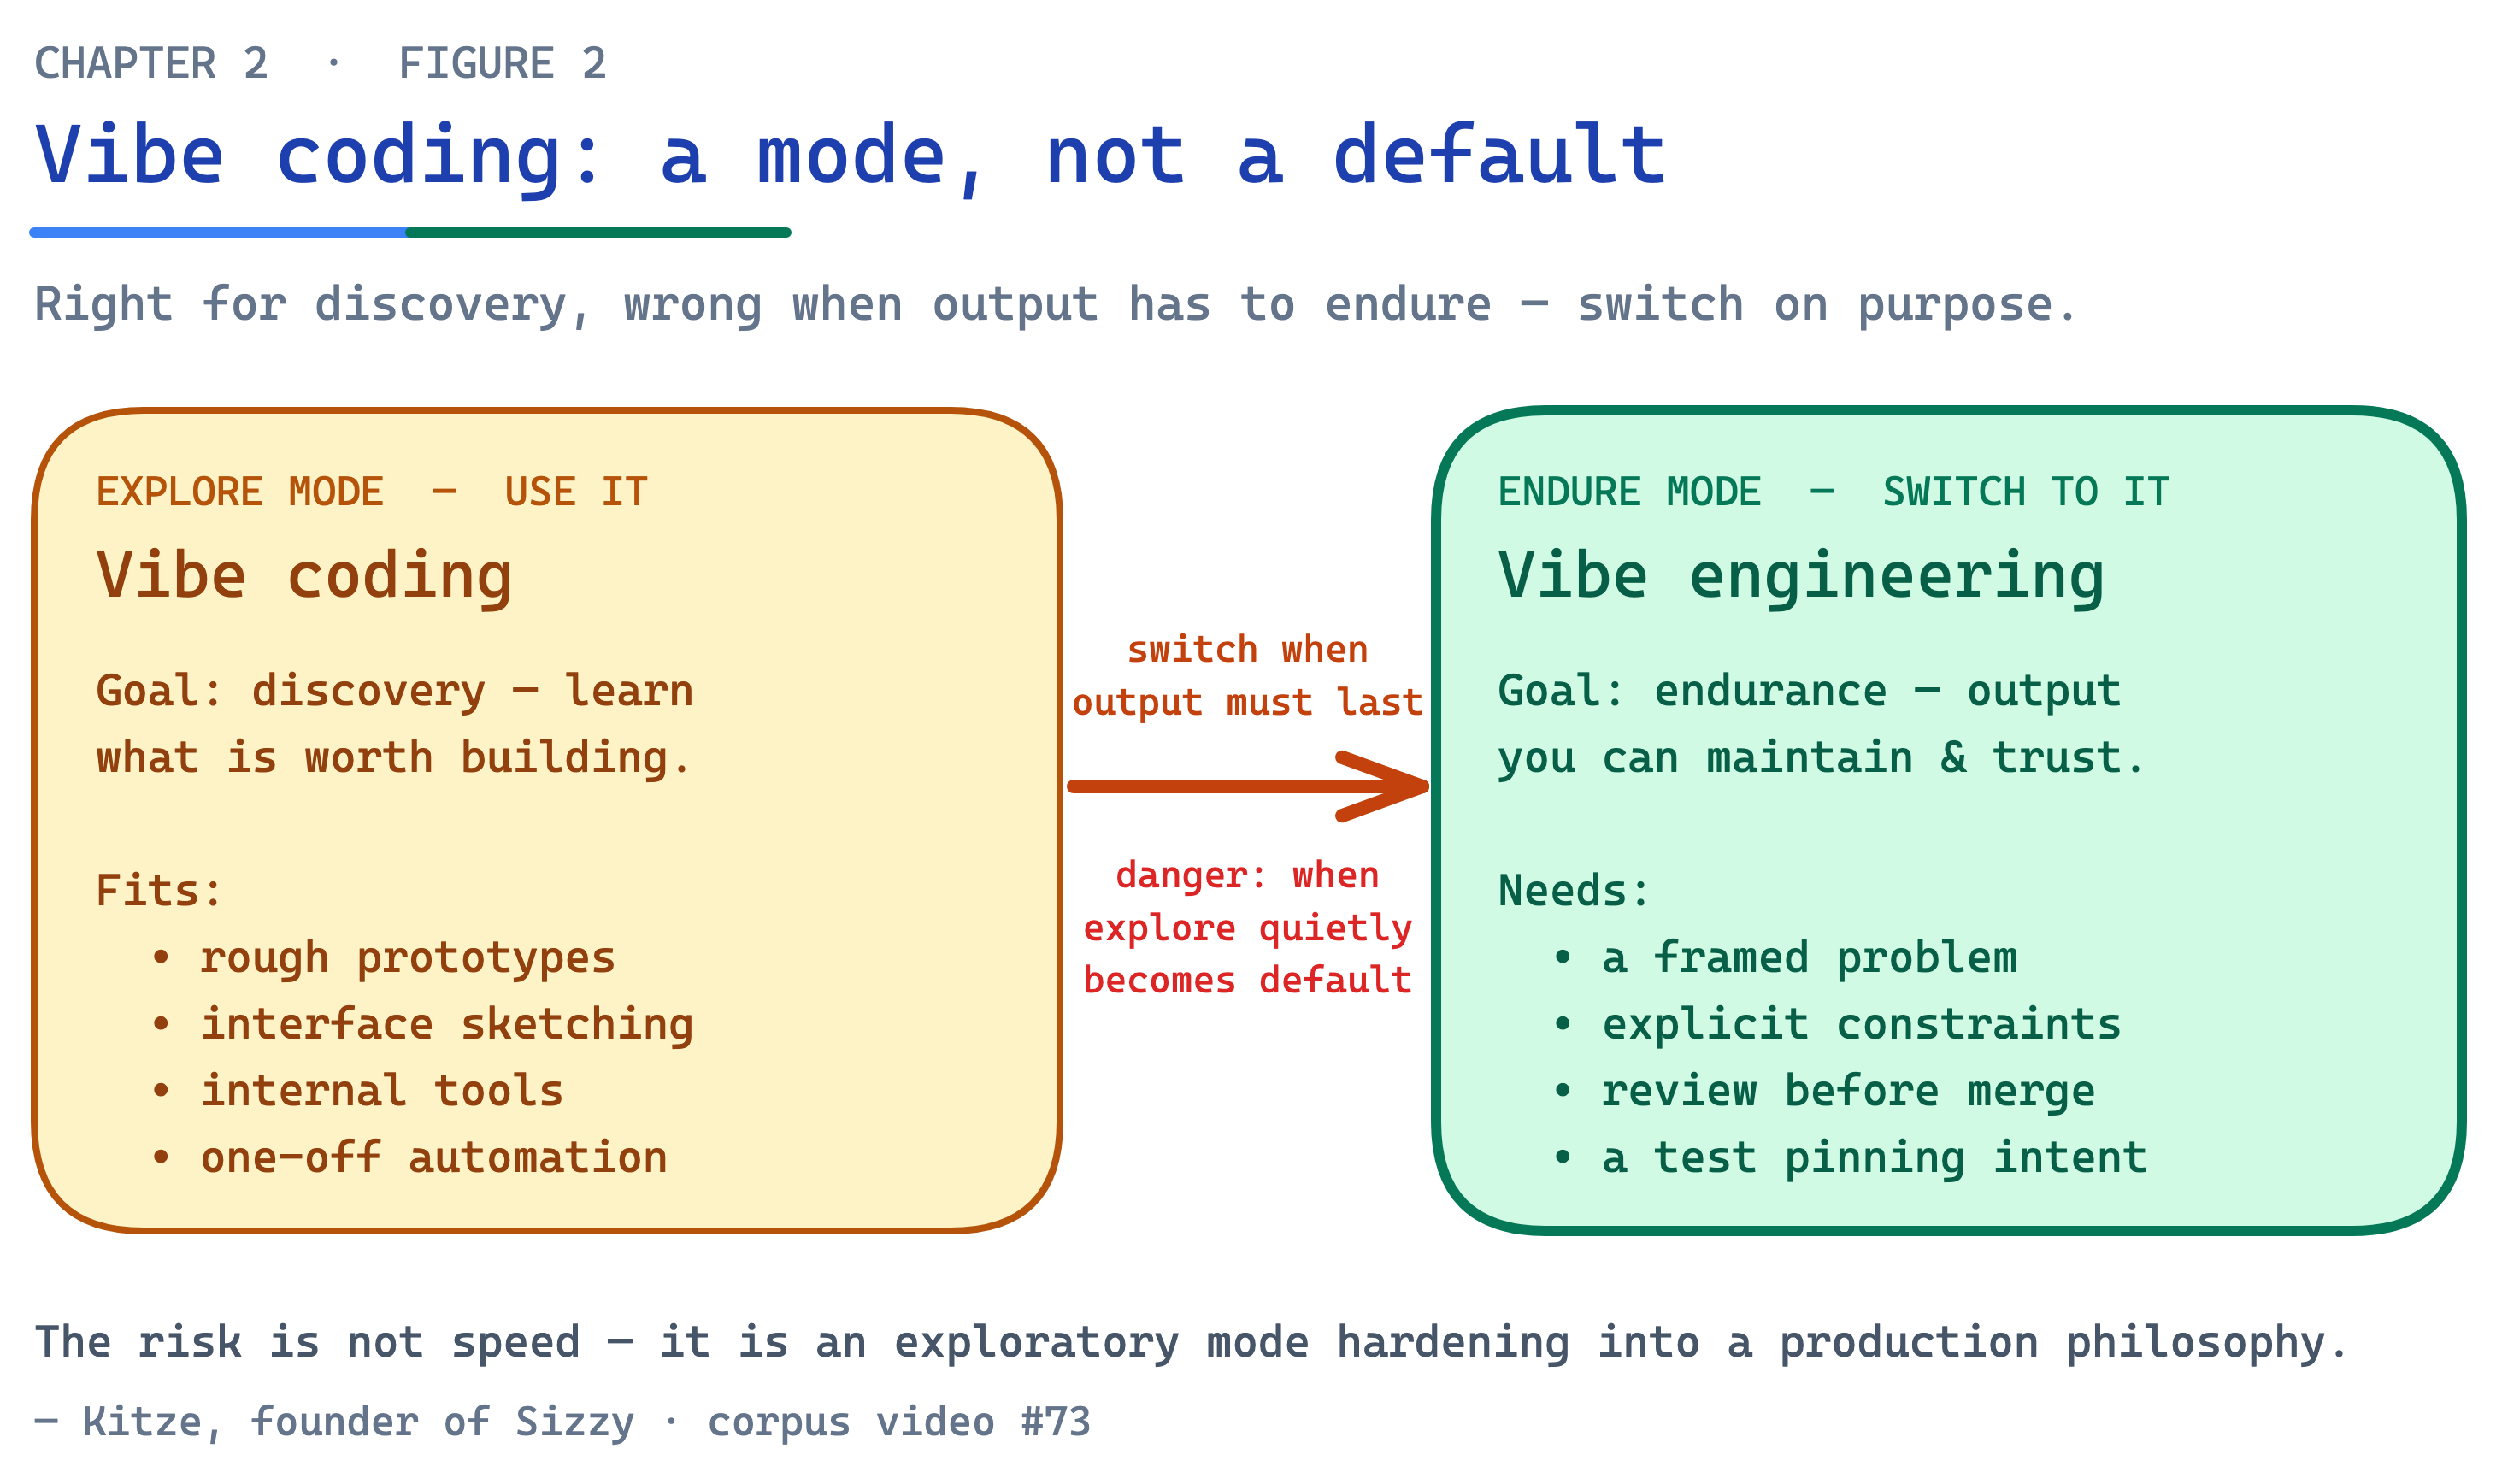 CHAPTER 2 · FIGURE 2
Vibe coding: a mode, not a default
Right for discovery, wrong when output has to endure — switch on purpose.
EXPLORE MODE — USE IT
Vibe coding
Goal: discovery — learn
what is worth building.
Fits:
• rough prototypes
• interface sketching
• internal tools
• one-off automation
switch when
output must last
danger: when
explore quietly
becomes default
ENDURE MODE — SWITCH TO IT
Vibe engineering
Goal: endurance — output
you can maintain & trust.
Needs:
• a framed problem
• explicit constraints
• review before merge
• a test pinning intent
The risk is not speed — it is an exploratory mode hardening into a production philosophy.
— Kitze, founder of Sizzy · corpus video #73